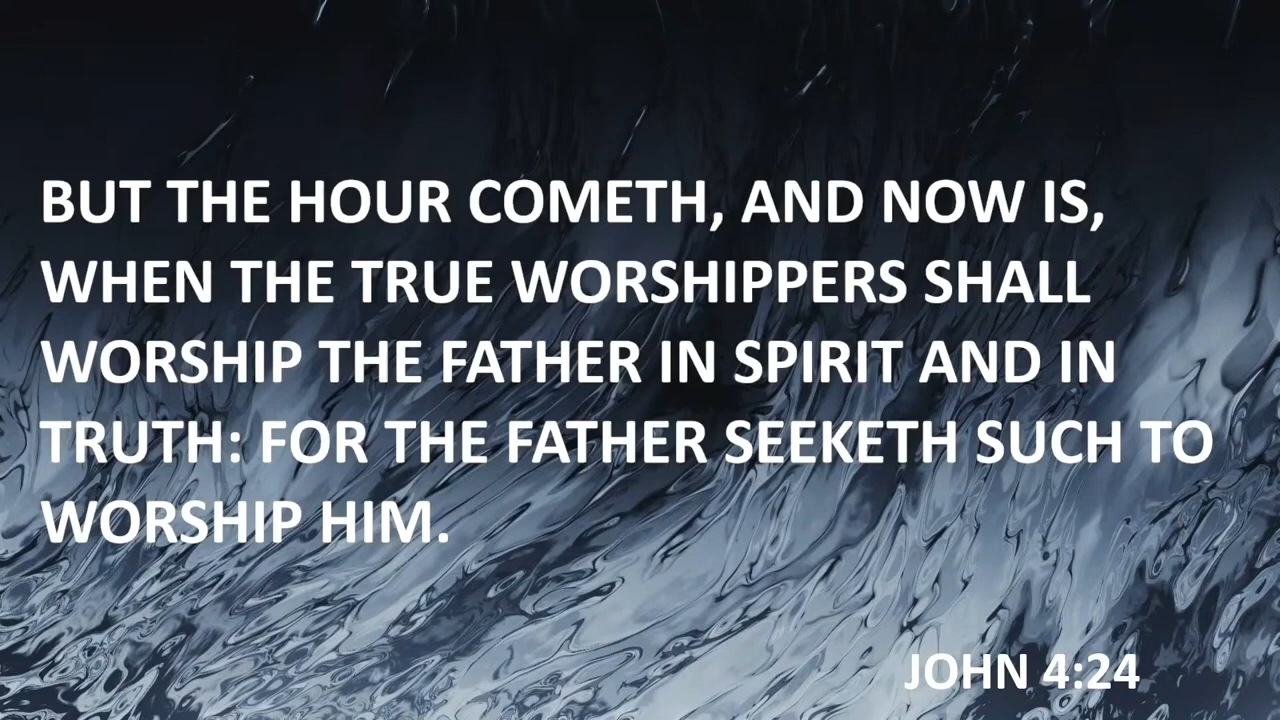 BUT THE HOUR COMETH, AND NOW IS,
WHEN THE TRUE WORSHIPPERS SHALL
WORSHIP THE FATHER IN SPIRIT AND IN
TRUTH: FOR THE FATHER SEEKETH SUCH TO
WORSHIP HIM.
JOHN 4:24